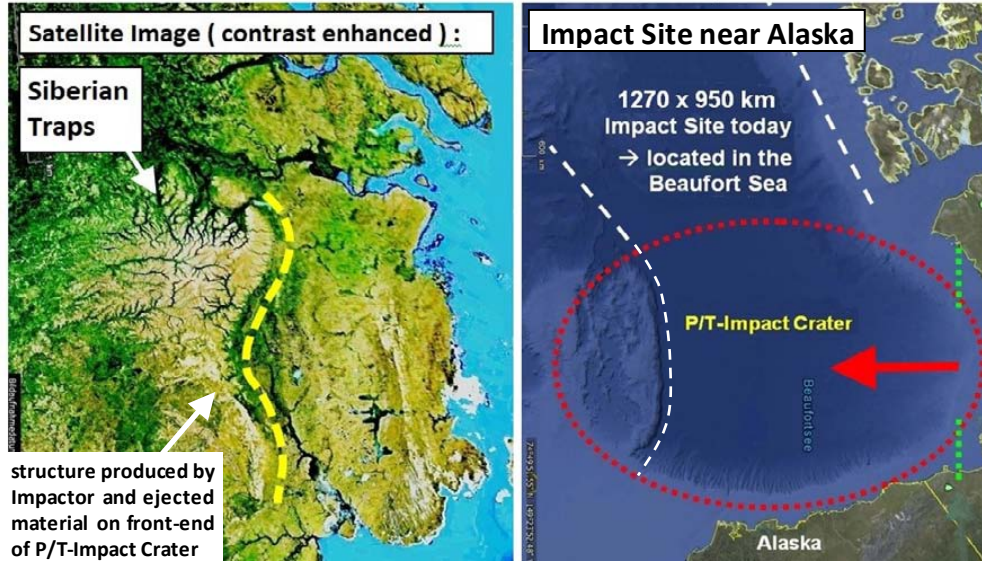 Satellite Image ( contrast enhanced ) :
Siberian
Traps
structure produced by
Impactor and ejected
material on front-end
of P/T-Impact Crater
Impact Site near Alaska
1270 x 950 km
Impact Site today
→ located in the
Beaufort Sea
P/T-Impact Crater
Beaufortsee
Alaska